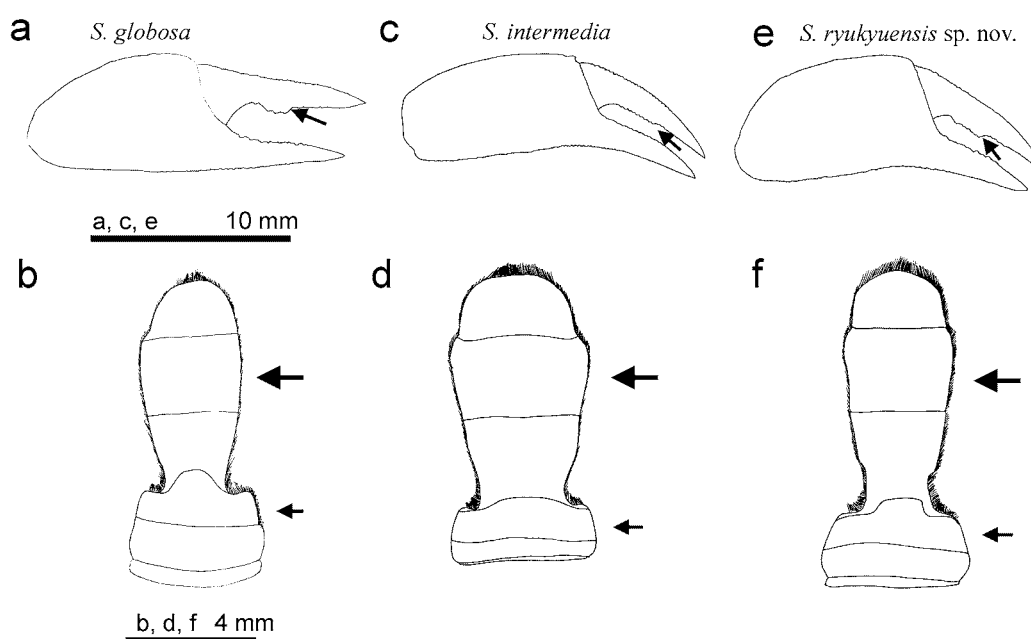 a S. globosa
c S. intermedia
e S. ryukyuensis sp. nov.
a, c, e 10 mm
b
d
f
b, d, f 4 mm